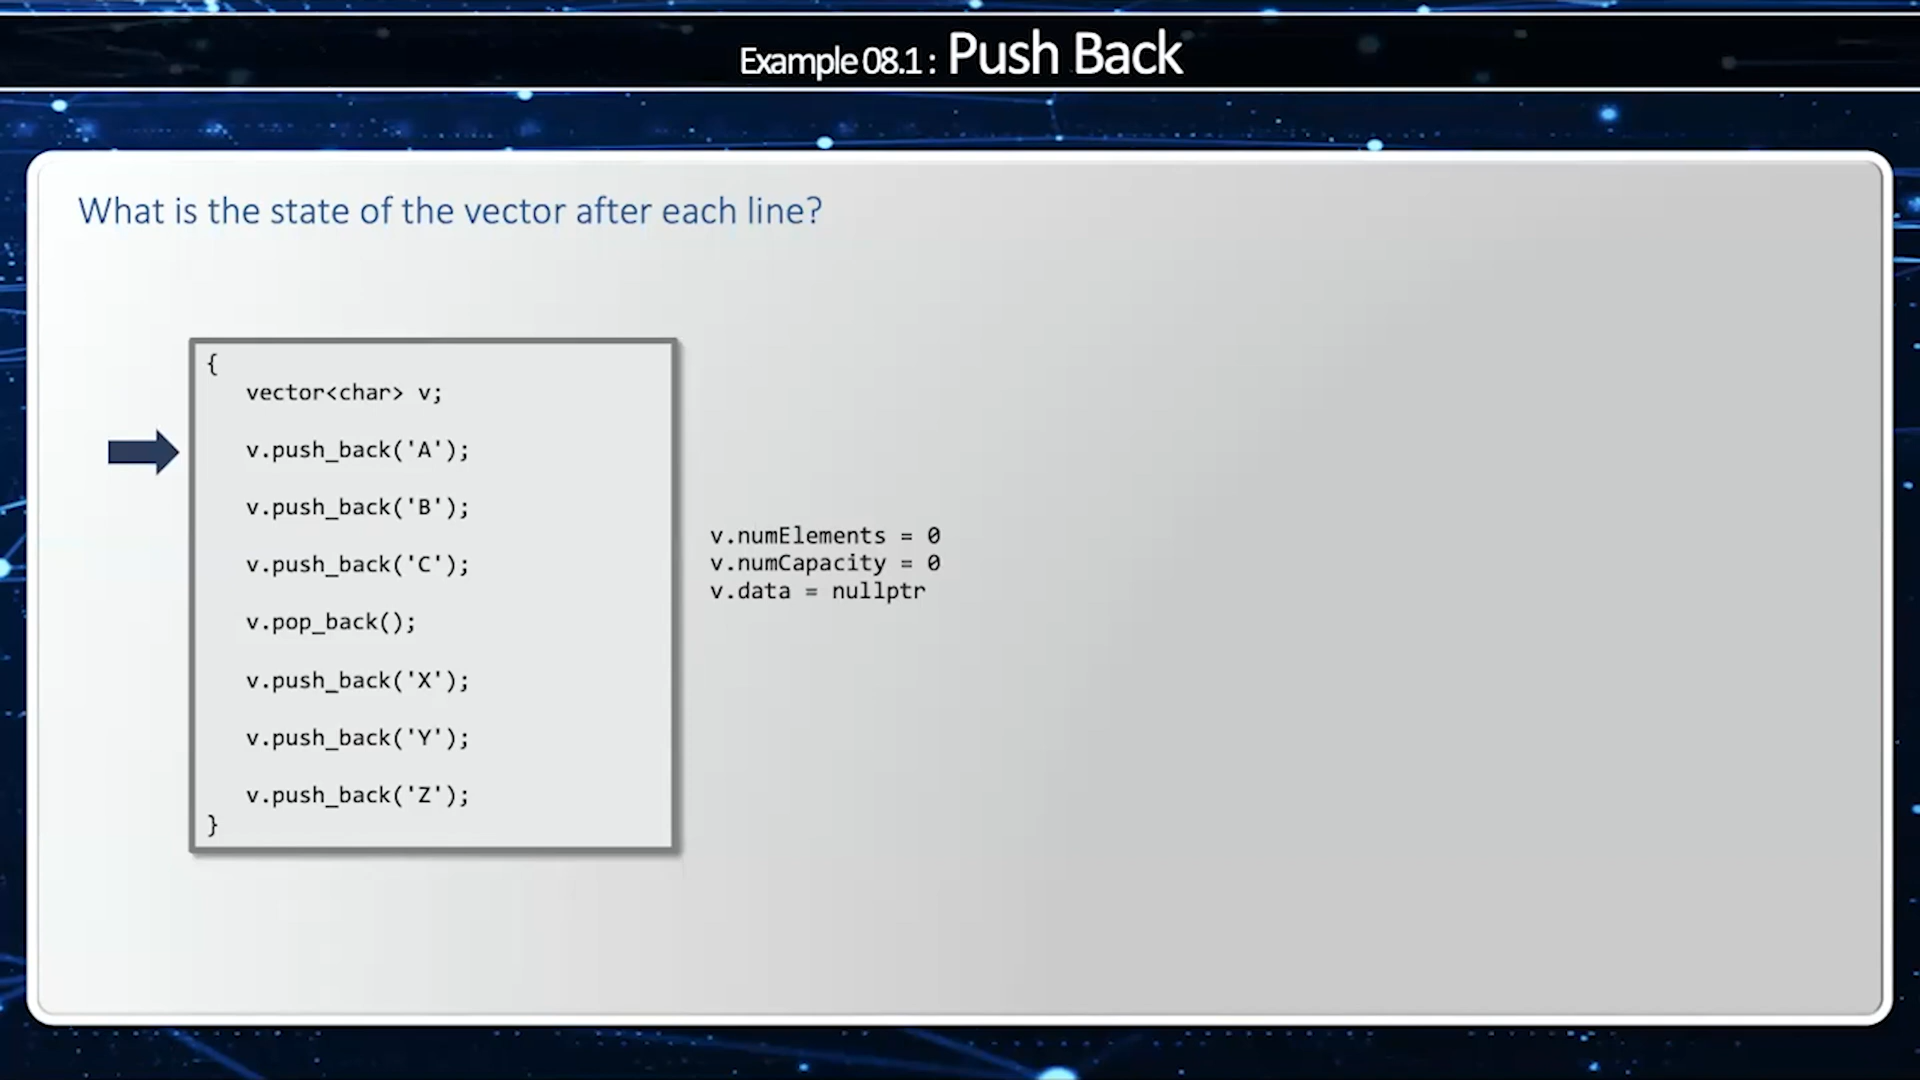 Example 08.1 : Push Back
What is the state of the vector after each line?
{
vector<char> v;
v.push_back('A');
v.push_back('B');
v.push_back('C');
v.pop_back();
v.push_back('X');
v.push_back('Y');
v.push_back('Z');
}
v.numElements = 0
v.numCapacity = 0
v.data = nullptr